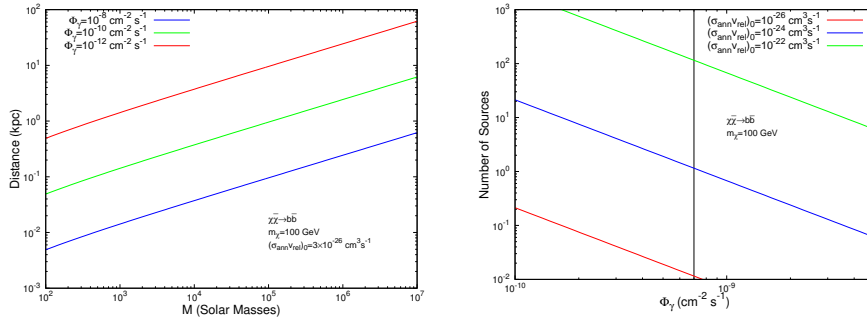 Φγ=10-8 cm-2 s-1
Φγ=10-10 cm-2 s-1
Φγ=10-12 cm-2 s-1
102
101
100
10-1
10-2
10-3
Distance (kpc)
χχ̄→bb̄
mχ=100 GeV
(σannvrel)0=3×10-26 cm3s-1
102
103
104
105
106
107
M (Solar Masses)
(σannvrel)0=10-26 cm3s-1
(σannvrel)0=10-24 cm3s-1
(σannvrel)0=10-22 cm3s-1
103
102
101
100
10-1
10-2
Number of Sources
χχ̄→bb̄
mχ=100 GeV
10-10
10-9
Φγ (cm-2 s-1)